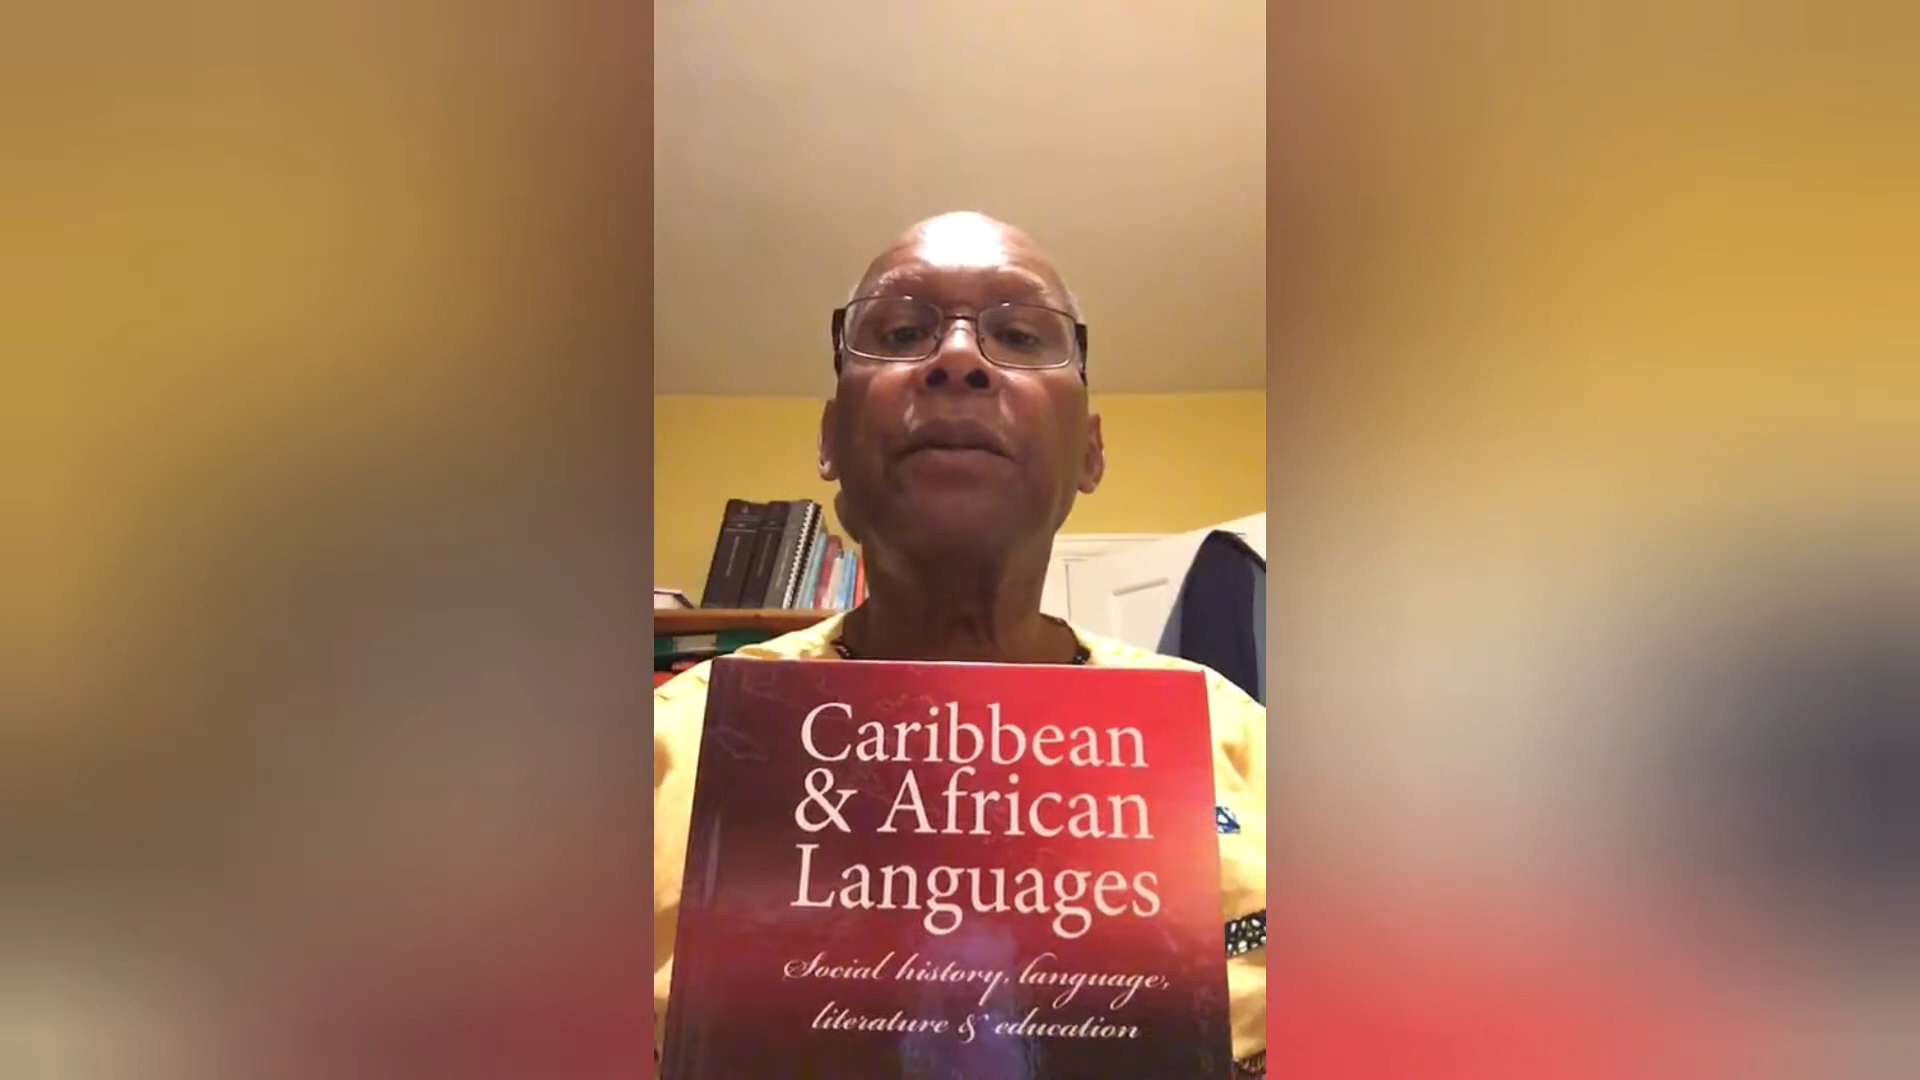 Caribbean
& African
Languages
Social history, language,
literature & education